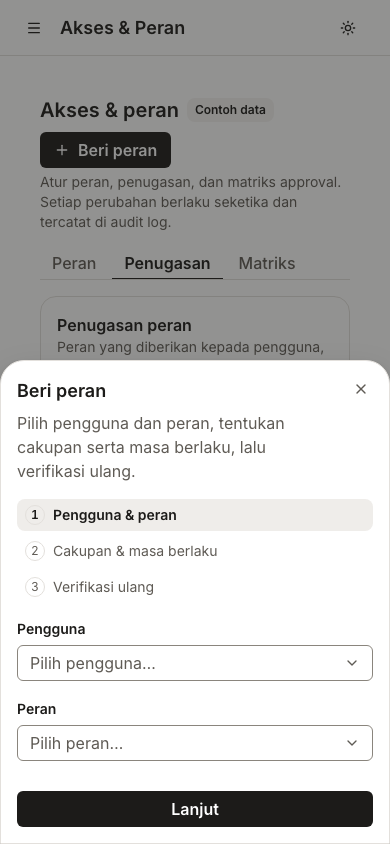 Akses & Peran
Akses & peran
Contoh data
Beri peran
Atur peran, penugasan, dan matriks approval.
Setiap perubahan berlaku seketika dan
tercatat di audit log.
Peran
Penugasan
Matriks
Penugasan peran
Peran yang diberikan kepada pengguna,
Beri peran
Pilih pengguna dan peran, tentukan
cakupan serta masa berlaku, lalu
verifikasi ulang.
1 Pengguna & peran
2 Cakupan & masa berlaku
3 Verifikasi ulang
Pengguna
Pilih pengguna...
Peran
Pilih peran...
Lanjut